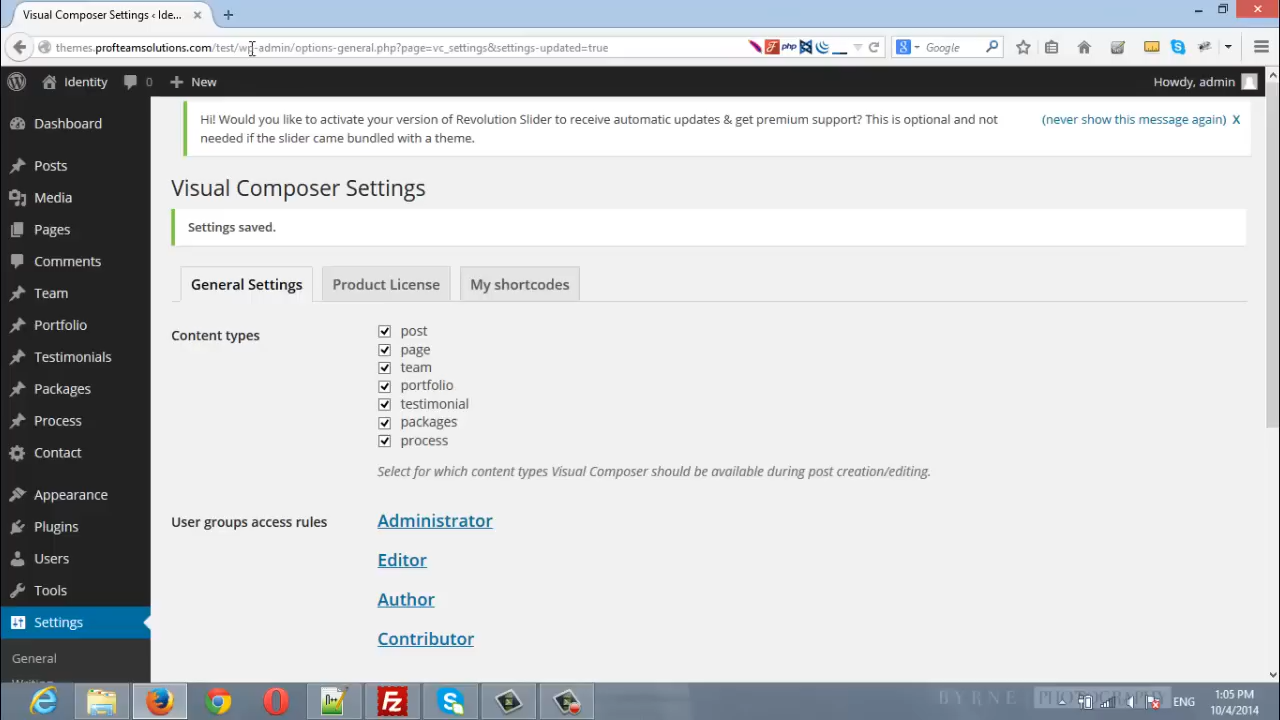 Visual Composer Settings ‹ Ide...
themes.profteamsolutions.com/test/wp-admin/options-general.php?page=vc_settings&settings-updated=true
php
Google
Identity
0
New
Howdy, admin
Dashboard
Posts
Media
Pages
Comments
Team
Portfolio
Testimonials
Packages
Process
Contact
Appearance
Plugins
Users
Tools
Settings
General
Hi! Would you like to activate your version of Revolution Slider to receive automatic updates & get premium support? This is optional and not
needed if the slider came bundled with a theme.
(never show this message again) X
Visual Composer Settings
Settings saved.
General Settings
Product License
My shortcodes
Content types
post
page
team
portfolio
testimonial
packages
process
Select for which content types Visual Composer should be available during post creation/editing.
User groups access rules
Administrator
Editor
Author
Contributor
BYRNE PHOTOGRAPHY
ENG
1:05 PM
10/4/2014